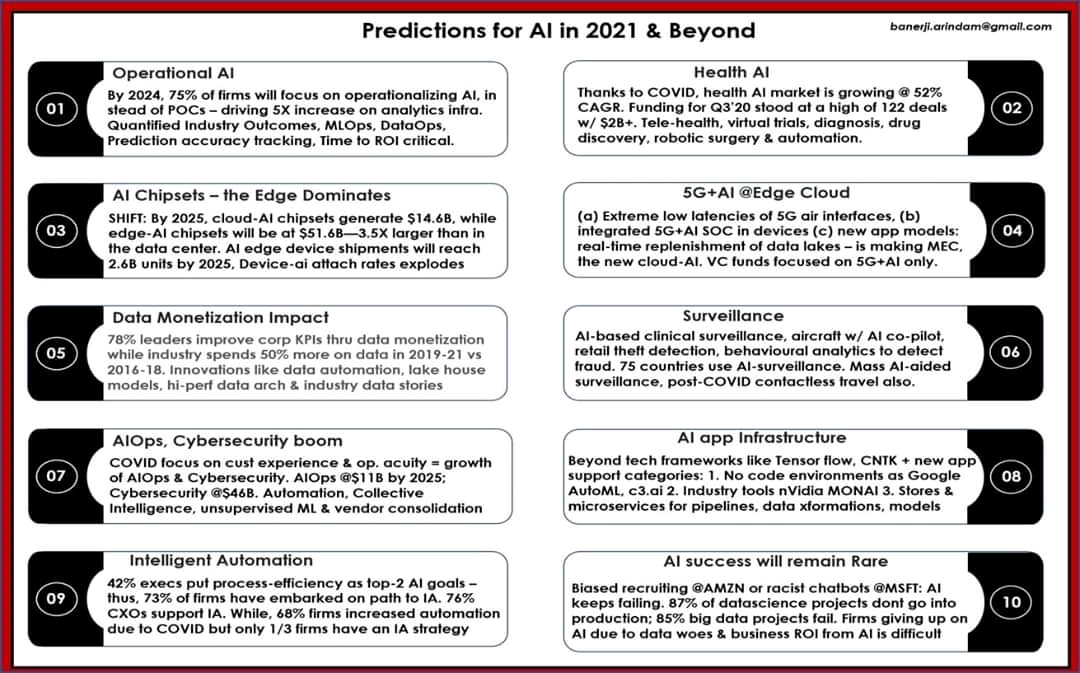 Predictions for AI in 2021 & Beyond
banerji.arindam@gmail.com
01
Operational AI
By 2024, 75% of firms will focus on operationalizing AI, in
stead of POCs – driving 5X increase on analytics infra.
Quantified Industry Outcomes, MLOps, DataOps,
Prediction accuracy tracking, Time to ROI critical.
Health AI
Thanks to COVID, health AI market is growing @ 52%
CAGR. Funding for Q3'20 stood at a high of 122 deals
w/ $2B+. Tele-health, virtual trials, diagnosis, drug
discovery, robotic surgery & automation.
02
03
AI Chipsets – the Edge Dominates
SHIFT: By 2025, cloud-AI chipsets generate $14.6B, while
edge-AI chipsets will be at $51.6B—3.5X larger than in
the data center. AI edge device shipments will reach
2.6B units by 2025, Device-ai attach rates explodes
5G+AI @Edge Cloud
(a) Extreme low latencies of 5G air interfaces, (b)
integrated 5G+AI SOC in devices (c) new app models:
real-time replenishment of data lakes – is making MEC,
the new cloud-AI. VC funds focused on 5G+AI only.
04
05
Data Monetization Impact
78% leaders improve corp KPIs thru data monetization
while industry spends 50% more on data in 2019-21 vs
2016-18. Innovations like data automation, lake house
models, hi-perf data arch & industry data stories
Surveillance
AI-based clinical surveillance, aircraft w/ AI co-pilot,
retail theft detection, behavioural analytics to detect
fraud. 75 countries use AI-surveillance. Mass AI-aided
surveillance, post-COVID contactless travel also.
06
07
AIOps, Cybersecurity boom
COVID focus on cust experience & op. acuity = growth
of AIOps & Cybersecurity. AIOps @$11B by 2025;
Cybersecurity @$46B. Automation, Collective
Intelligence, unsupervised ML & vendor consolidation
AI app Infrastructure
Beyond tech frameworks like Tensor flow, CNTK + new app
support categories: 1. No code environments as Google
AutoML, c3.ai 2. Industry tools nVidia MONAI 3. Stores &
microservices for pipelines, data xformations, models
08
09
Intelligent Automation
42% execs put process-efficiency as top-2 AI goals –
thus, 73% of firms have embarked on path to IA. 76%
CXOs support IA. While, 68% firms increased automation
due to COVID but only 1/3 firms have an IA strategy
AI success will remain Rare
Biased recruiting @AMZN or racist chatbots @MSFT: AI
keeps failing. 87% of datascience projects dont go into
production; 85% big data projects fail. Firms giving up on
AI due to data woes & business ROI from AI is difficult
10